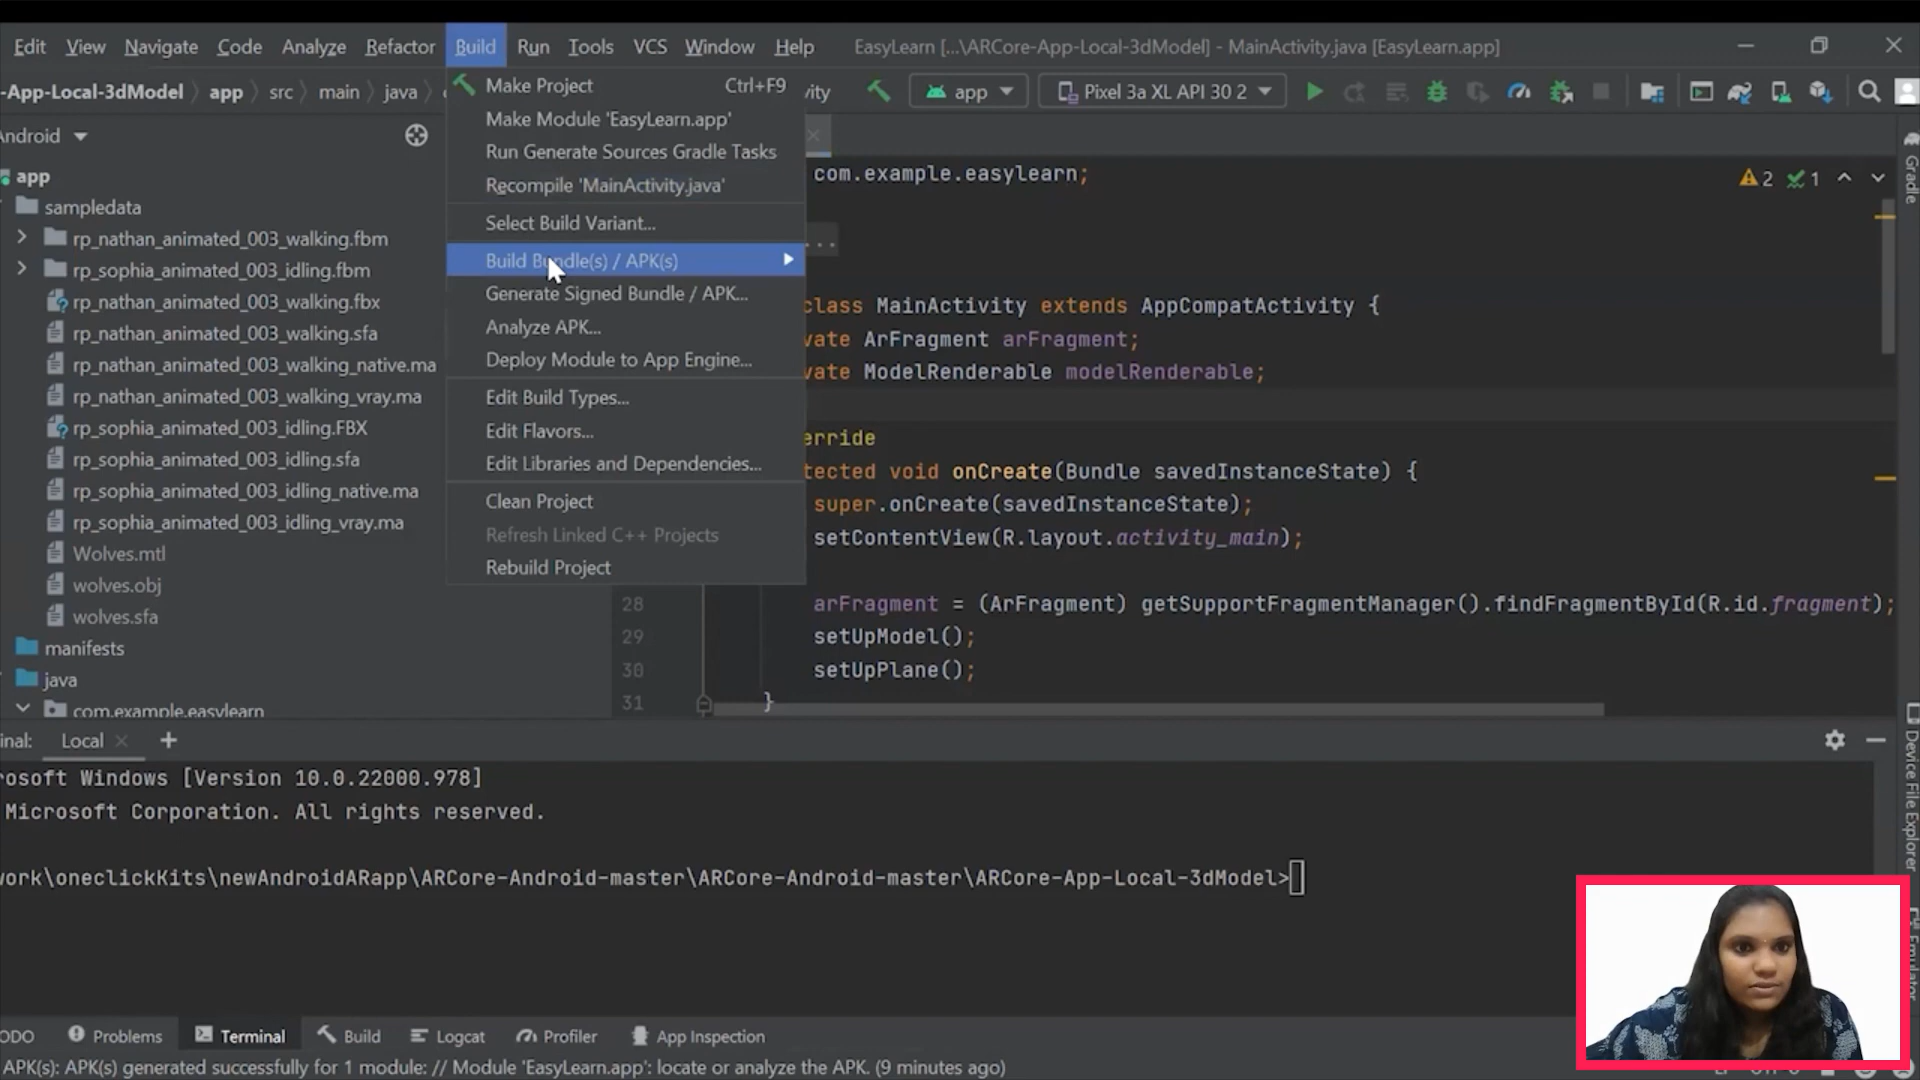 Edit View Navigate Code Analyze Refactor Build Run Tools VCS Window Help EasyLearn [...\ARCore-App-Local-3dModel] - MainActivity.java [EasyLearn.app]
-App-Local-3dModel app src main java vity app Pixel 3a XL API 30 2
Android
app
sampledata
rp_nathan_animated_003_walking.fbm
rp_sophia_animated_003_idling.fbm
rp_nathan_animated_003_walking.fbx
rp_nathan_animated_003_walking.sfa
rp_nathan_animated_003_walking_native.ma
rp_nathan_animated_003_walking_vray.ma
rp_sophia_animated_003_idling.FBX
rp_sophia_animated_003_idling.sfa
rp_sophia_animated_003_idling_native.ma
rp_sophia_animated_003_idling_vray.ma
Wolves.mtl
wolves.obj
wolves.sfa
manifests
java
com.example.easylearn
Make Project Ctrl+F9
Make Module 'EasyLearn.app'
Run Generate Sources Gradle Tasks
Recompile 'MainActivity.java'
Select Build Variant...
Build Bundle(s) / APK(s)
Generate Signed Bundle / APK...
Analyze APK...
Deploy Module to App Engine...
Edit Build Types...
Edit Flavors...
Edit Libraries and Dependencies...
Clean Project
Refresh Linked C++ Projects
Rebuild Project
com.example.easylearn;
2 1
...
class MainActivity extends AppCompatActivity {
vate ArFragment arFragment;
vate ModelRenderable modelRenderable;
erride
tected void onCreate(Bundle savedInstanceState) {
super.onCreate(savedInstanceState);
setContentView(R.layout.activity_main);
28 arFragment = (ArFragment) getSupportFragmentManager().findFragmentById(R.id.fragment);
29 setUpModel();
30 setUpPlane();
31 }
Gradle
Device File Explorer
Emulator
inal: Local
rosoft Windows [Version 10.0.22000.978]
Microsoft Corporation. All rights reserved.
work\oneclickKits\newAndroidARapp\ARCore-Android-master\ARCore-Android-master\ARCore-App-Local-3dModel>
ODO Problems Terminal Build Logcat Profiler App Inspection
APK(s): APK(s) generated successfully for 1 module: // Module 'EasyLearn.app': locate or analyze the APK. (9 minutes ago)